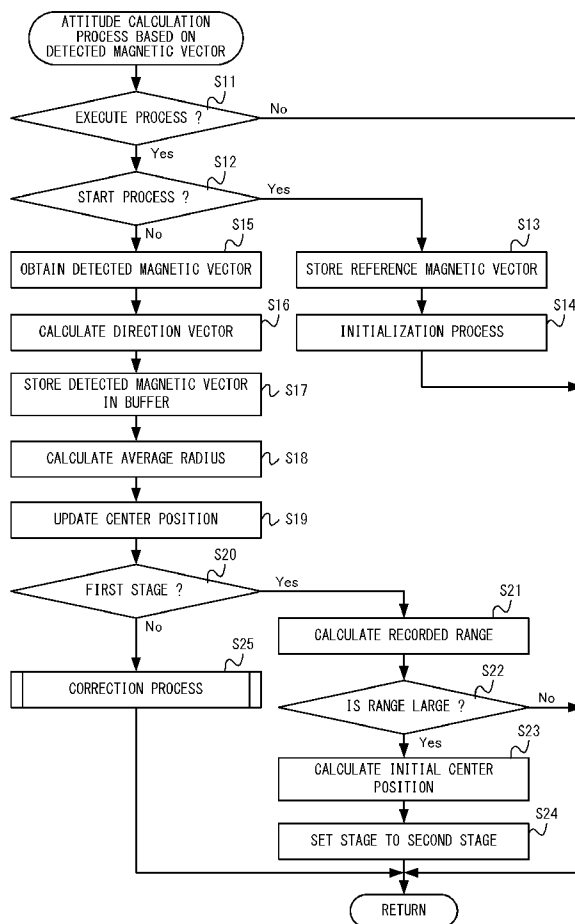 ATTITUDE CALCULATION
PROCESS BASED ON
DETECTED MAGNETIC VECTOR
S11
EXECUTE PROCESS ?
No
Yes
S12
START PROCESS ?
Yes
No
S15
OBTAIN DETECTED MAGNETIC VECTOR
S13
STORE REFERENCE MAGNETIC VECTOR
S16
CALCULATE DIRECTION VECTOR
S14
INITIALIZATION PROCESS
STORE DETECTED MAGNETIC VECTOR
IN BUFFER
S17
CALCULATE AVERAGE RADIUS
S18
UPDATE CENTER POSITION
S19
S20
FIRST STAGE ?
Yes
No
S21
CALCULATE RECORDED RANGE
S25
CORRECTION PROCESS
S22
IS RANGE LARGE ?
No
Yes
S23
CALCULATE INITIAL CENTER
POSITION
S24
SET STAGE TO SECOND STAGE
RETURN